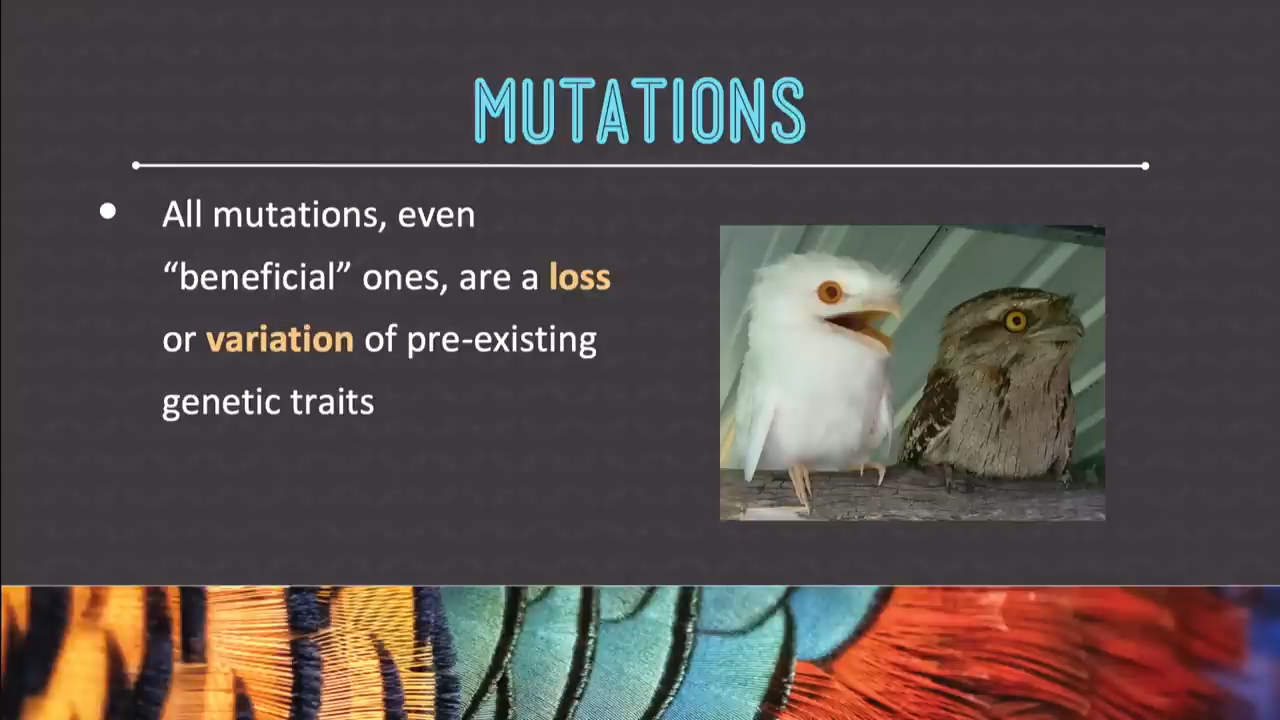 MUTATIONS
● All mutations, even
“beneficial” ones, are a loss
or variation of pre-existing
genetic traits